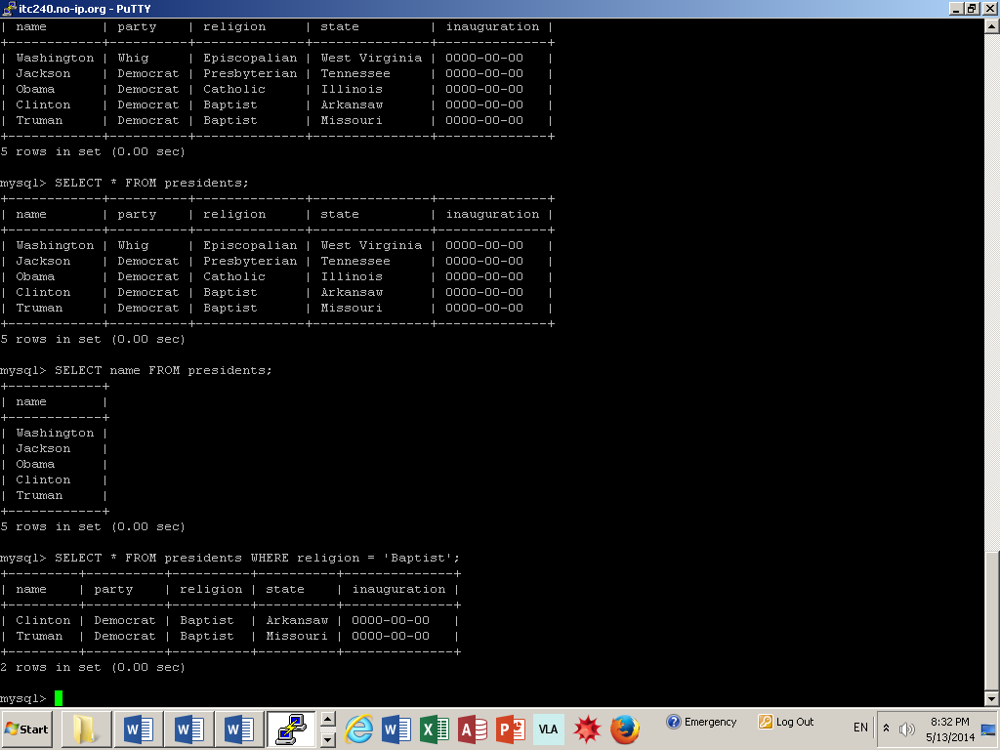 itc240.no-ip.org - PuTTY
| name       | party    | religion     | state         | inauguration |
+------------+----------+--------------+---------------+--------------+
| Washington | Whig     | Episcopalian | West Virginia | 0000-00-00   |
| Jackson    | Democrat | Presbyterian | Tennessee     | 0000-00-00   |
| Obama      | Democrat | Catholic     | Illinois      | 0000-00-00   |
| Clinton    | Democrat | Baptist      | Arkansaw      | 0000-00-00   |
| Truman     | Democrat | Baptist      | Missouri      | 0000-00-00   |
+------------+----------+--------------+---------------+--------------+
5 rows in set (0.00 sec)
mysql> SELECT * FROM presidents;
+------------+----------+--------------+---------------+--------------+
| name       | party    | religion     | state         | inauguration |
+------------+----------+--------------+---------------+--------------+
| Washington | Whig     | Episcopalian | West Virginia | 0000-00-00   |
| Jackson    | Democrat | Presbyterian | Tennessee     | 0000-00-00   |
| Obama      | Democrat | Catholic     | Illinois      | 0000-00-00   |
| Clinton    | Democrat | Baptist      | Arkansaw      | 0000-00-00   |
| Truman     | Democrat | Baptist      | Missouri      | 0000-00-00   |
+------------+----------+--------------+---------------+--------------+
5 rows in set (0.00 sec)
mysql> SELECT name FROM presidents;
+------------+
| name       |
+------------+
| Washington |
| Jackson    |
| Obama      |
| Clinton    |
| Truman     |
+------------+
5 rows in set (0.00 sec)
mysql> SELECT * FROM presidents WHERE religion = 'Baptist';
+---------+----------+----------+----------+--------------+
| name    | party    | religion | state    | inauguration |
+---------+----------+----------+----------+--------------+
| Clinton | Democrat | Baptist  | Arkansaw | 0000-00-00   |
| Truman  | Democrat | Baptist  | Missouri | 0000-00-00   |
+---------+----------+----------+----------+--------------+
2 rows in set (0.00 sec)
mysql>
Start VLA Emergency Log Out EN 8:32 PM
5/13/2014